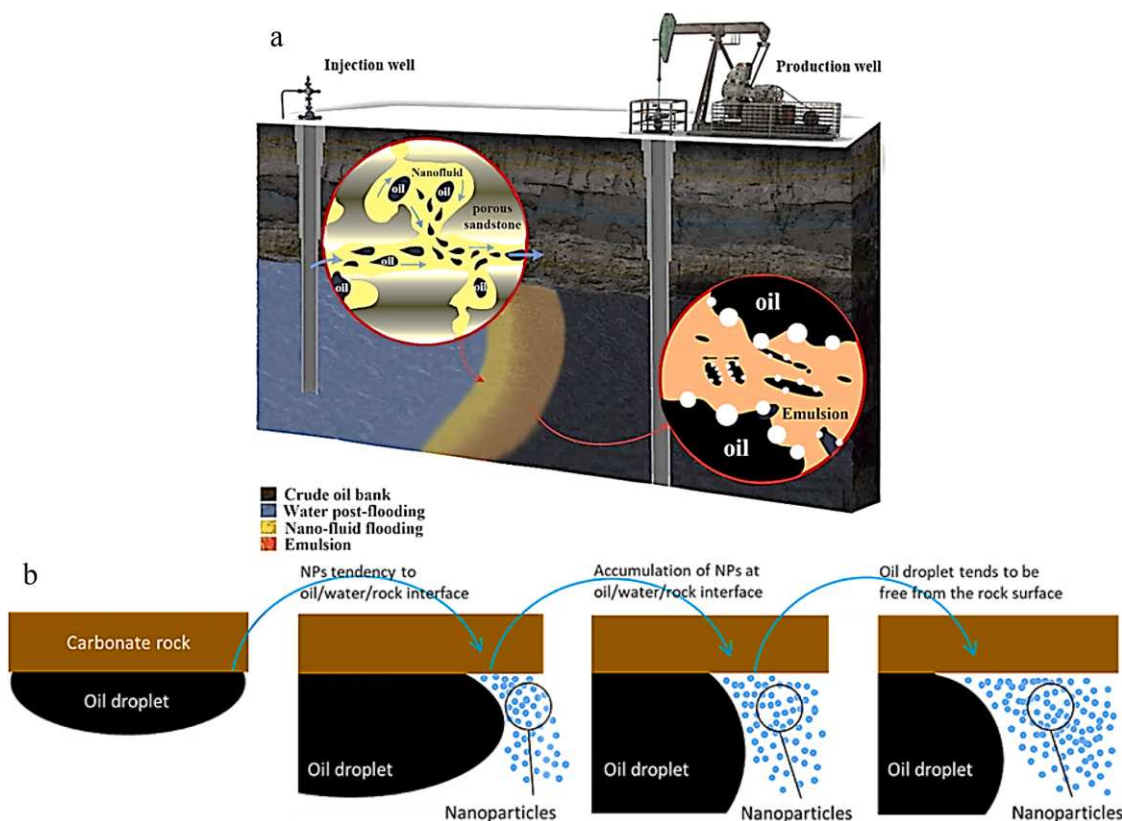 a
Injection well
Production well
Nanofluid
oil
oil
porous
sandstone
oil
oil
oil
oil
Emulsion
oil
Crude oil bank
Water post-flooding
Nano-fluid flooding
Emulsion
b
NPs tendency to
oil/water/rock interface
Accumulation of NPs at
oil/water/rock interface
Oil droplet tends to be
free from the rock surface
Carbonate rock
Oil droplet
Oil droplet
Nanoparticles
Oil droplet
Nanoparticles
Oil droplet
Nanoparticles